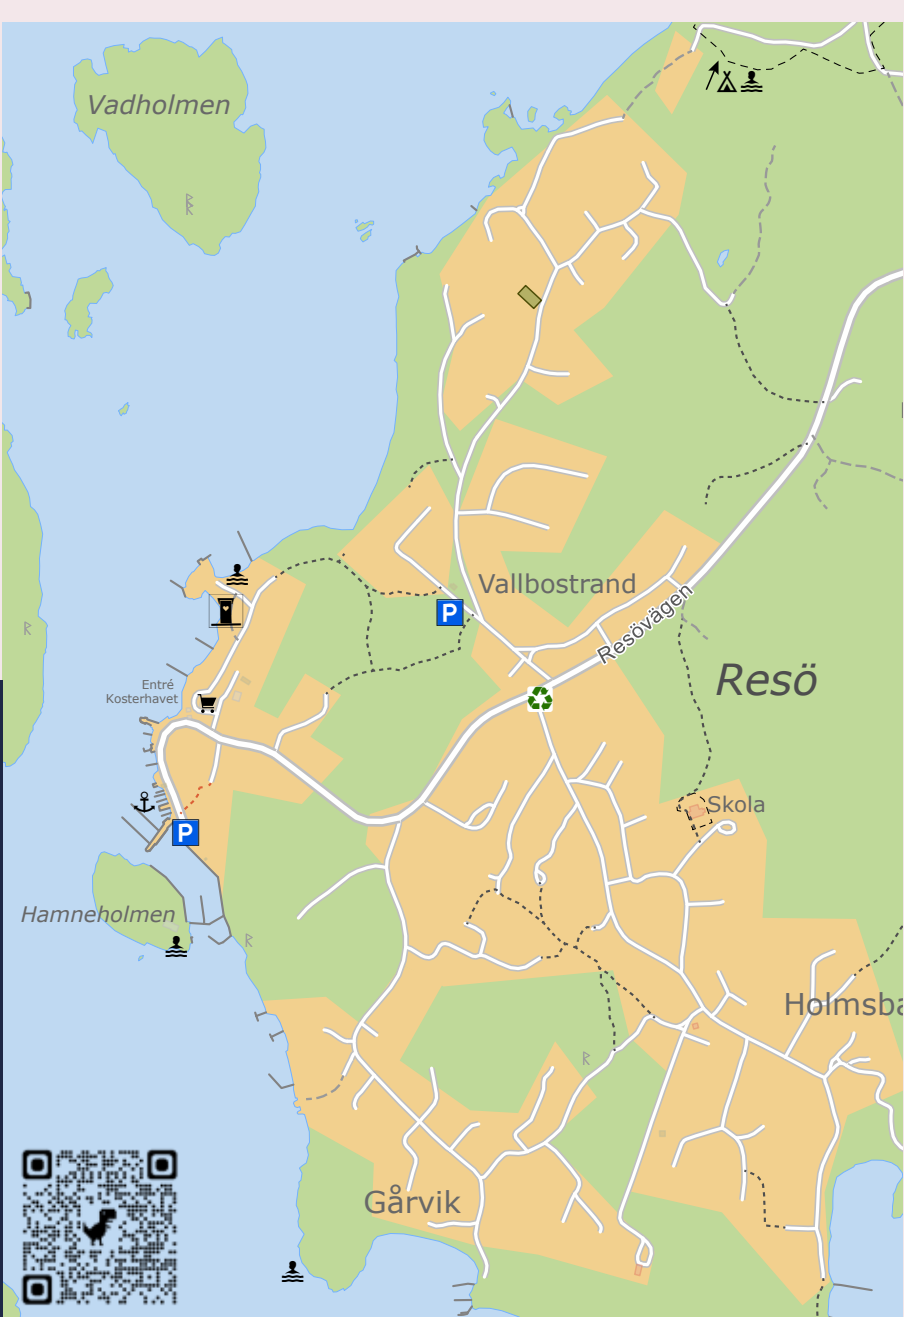 Vadholmen
Vallbostrand
Resövägen
Resö
Entré
Kosterhavet
P
P
Skola
Hamneholmen
Holmsba
Gårvik